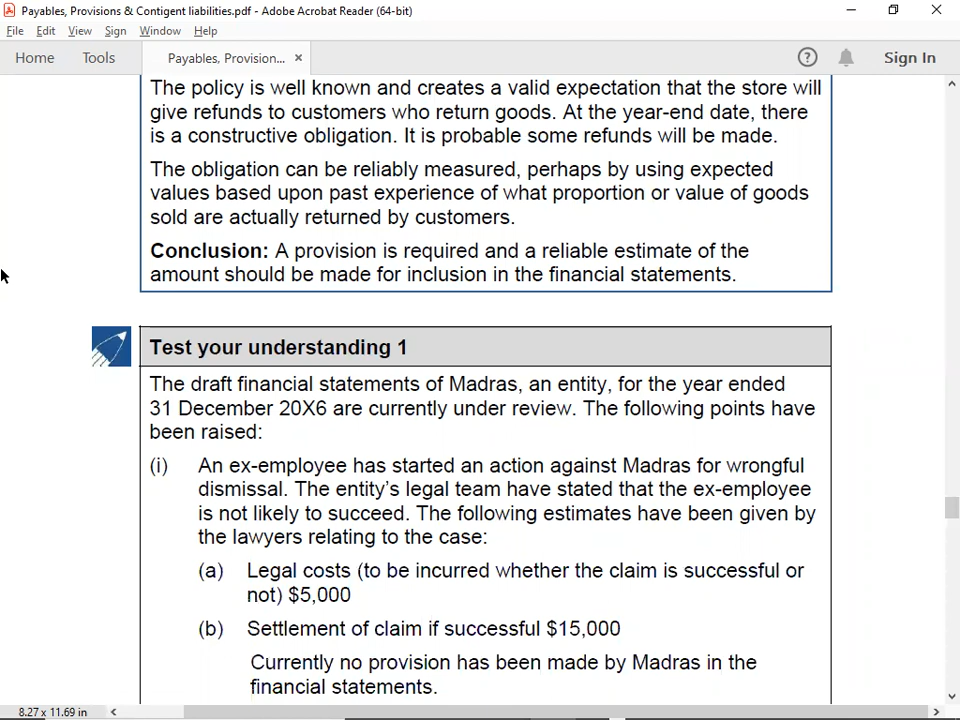 Payables, Provisions & Contigent liabilities.pdf - Adobe Acrobat Reader (64-bit)
File Edit View Sign Window Help
Home Tools Payables, Provision... × Sign In
The policy is well known and creates a valid expectation that the store will
give refunds to customers who return goods. At the year-end date, there
is a constructive obligation. It is probable some refunds will be made.
The obligation can be reliably measured, perhaps by using expected
values based upon past experience of what proportion or value of goods
sold are actually returned by customers.
Conclusion: A provision is required and a reliable estimate of the
amount should be made for inclusion in the financial statements.
Test your understanding 1
The draft financial statements of Madras, an entity, for the year ended
31 December 20X6 are currently under review. The following points have
been raised:
(i) An ex-employee has started an action against Madras for wrongful
dismissal. The entity's legal team have stated that the ex-employee
is not likely to succeed. The following estimates have been given by
the lawyers relating to the case:
(a) Legal costs (to be incurred whether the claim is successful or
not) $5,000
(b) Settlement of claim if successful $15,000
Currently no provision has been made by Madras in the
financial statements.
8.27 x 11.69 in